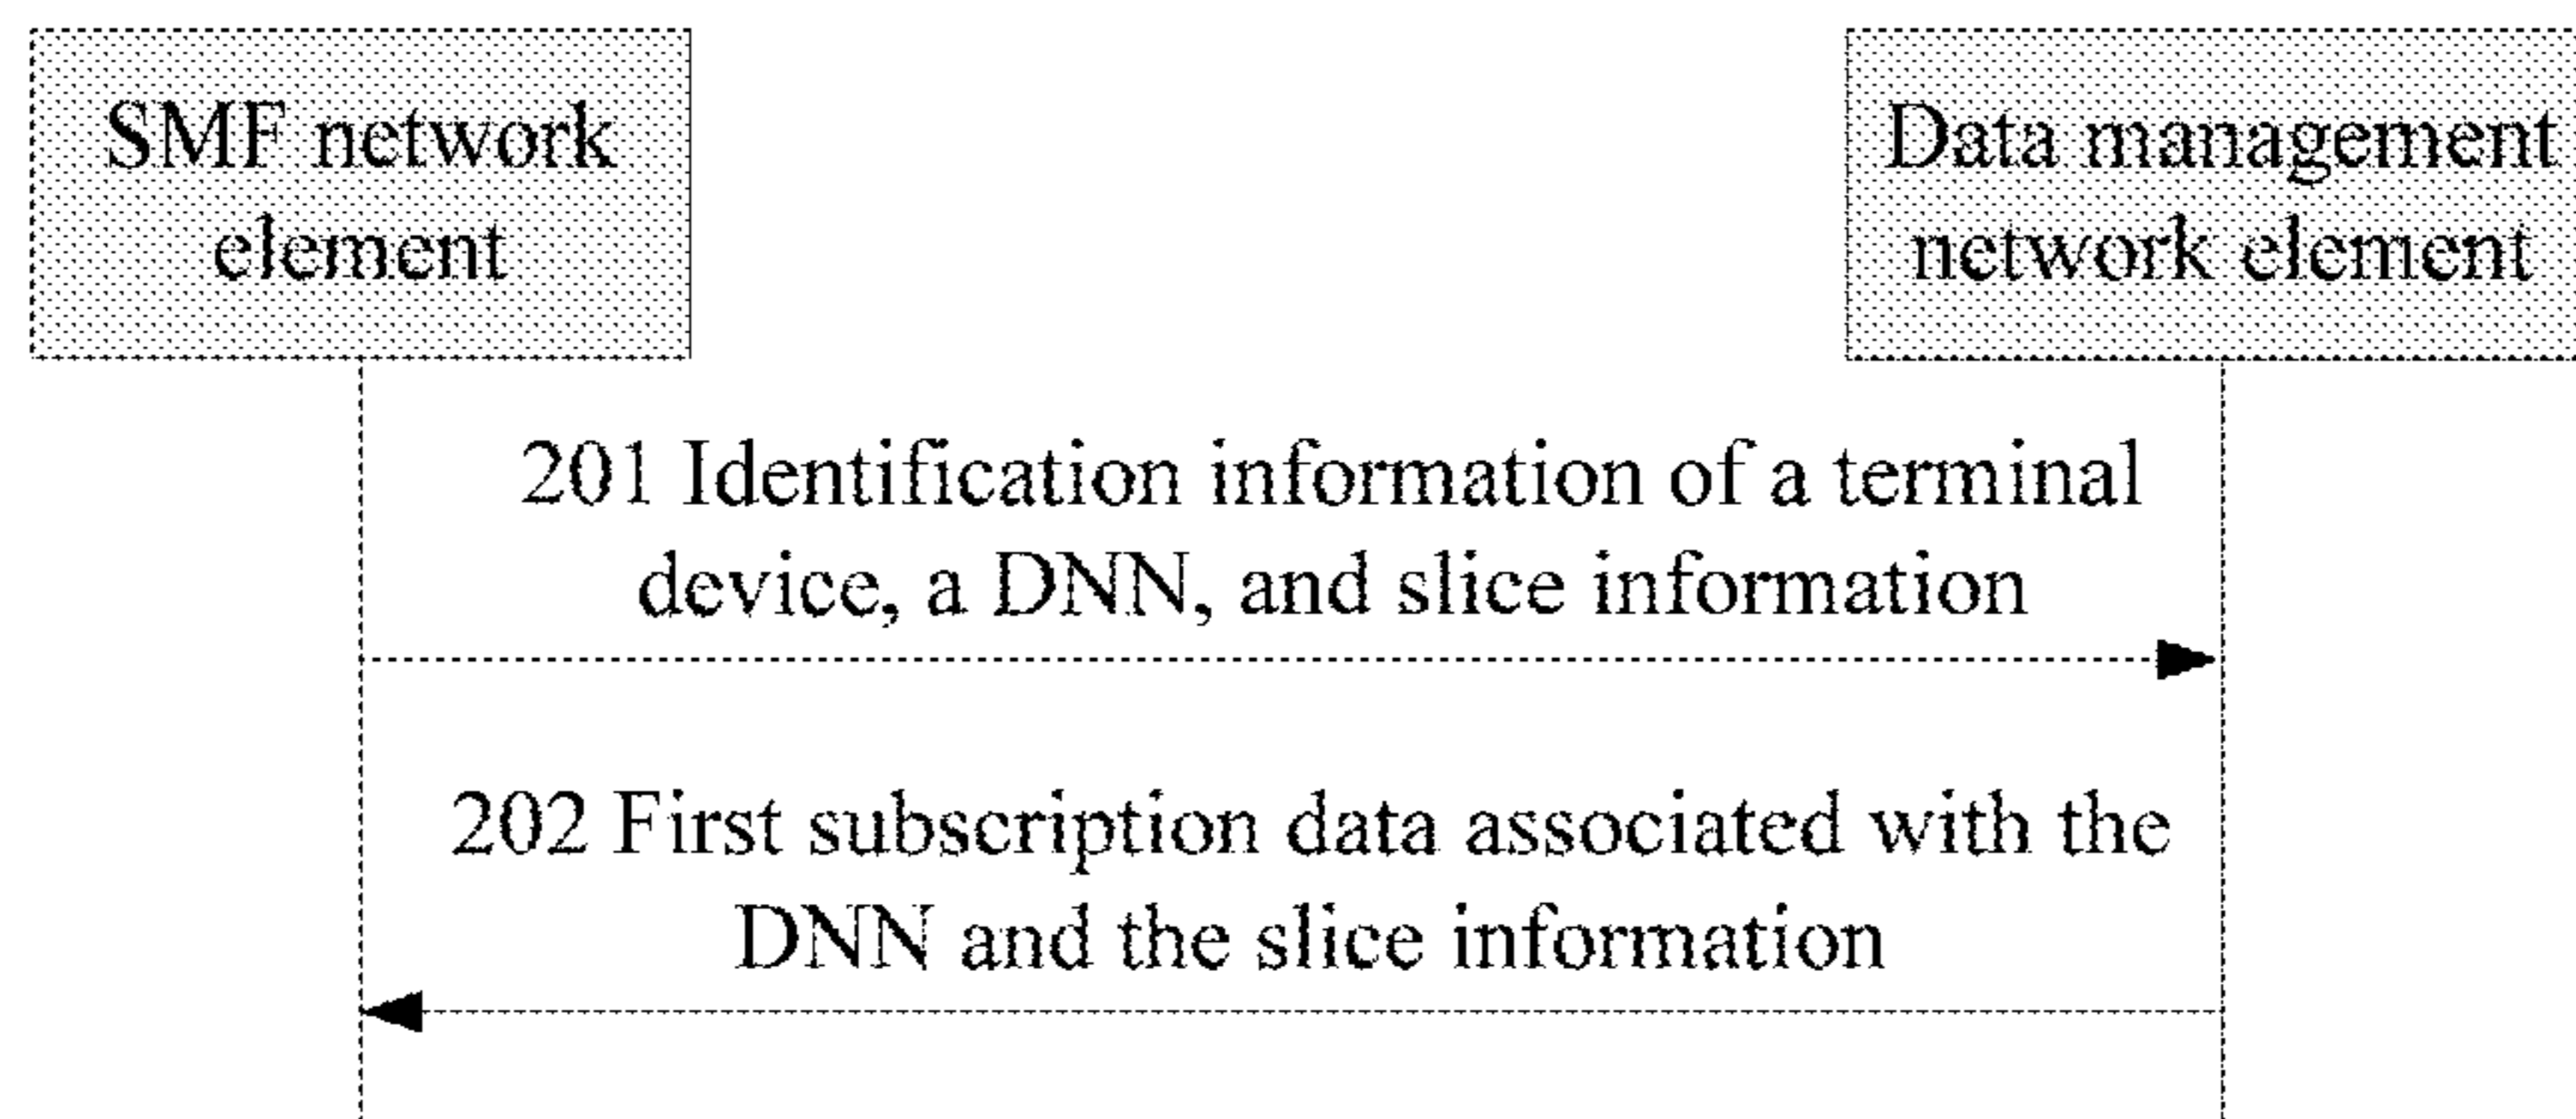 SMF network
element
Data management
network element
201 Identification information of a terminal
device, a DNN, and slice information
202 First subscription data associated with the
DNN and the slice information